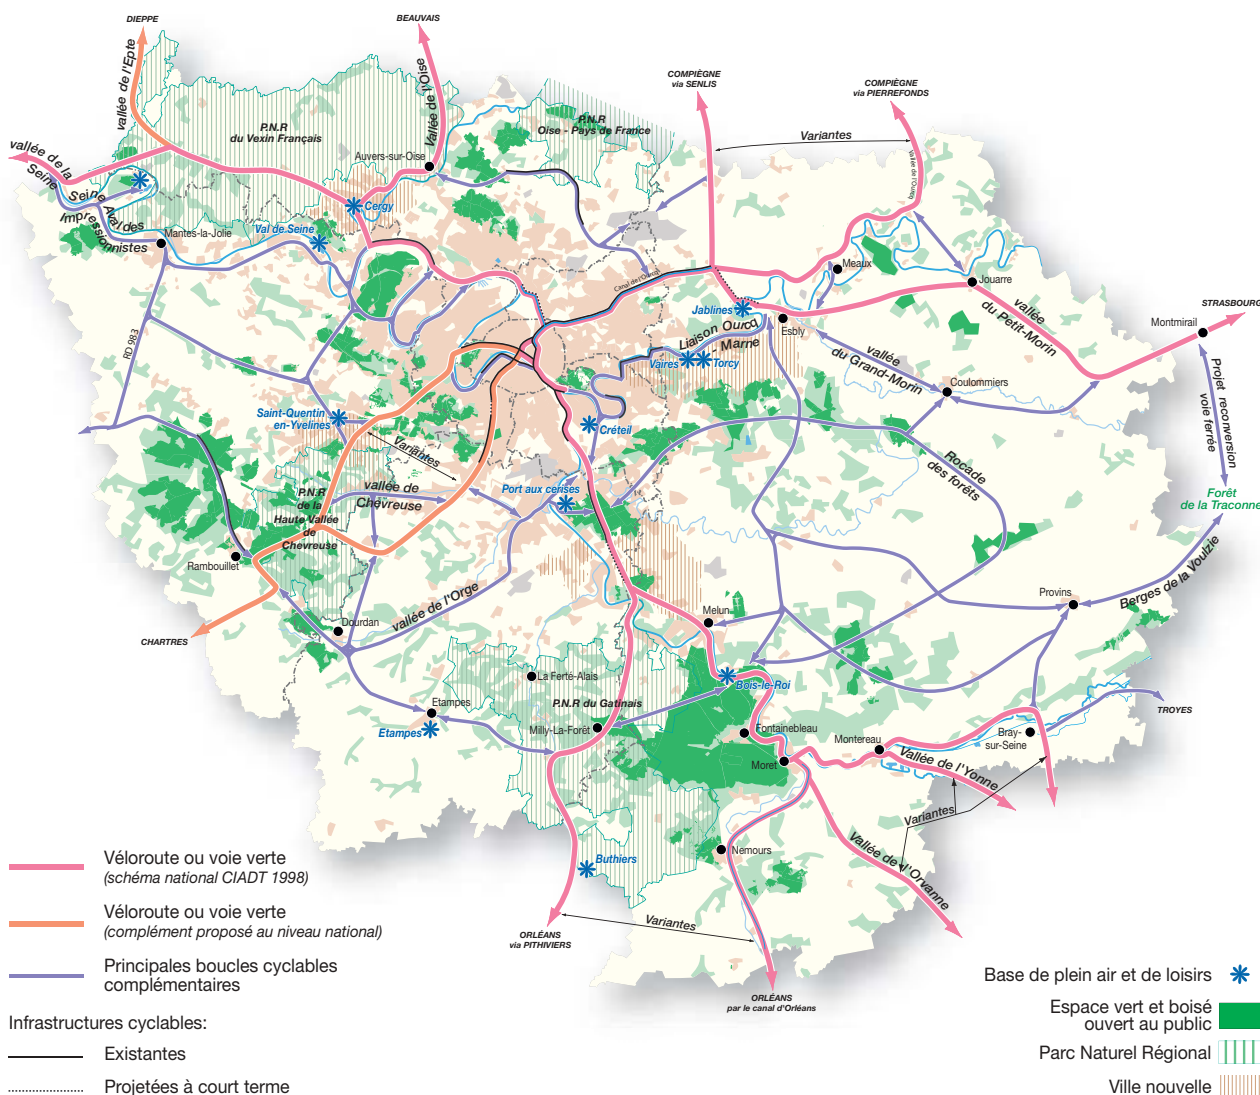 DIEPPE
BEAUVAIS
COMPIÈGNE
via SENLIS
COMPIÈGNE
via PIERREFONDS
Variantes
vallée de l'Epte
Vallée de l'Oise
P.N.R
du Vexin Français
P.N.R
Oise - Pays de France
Auvers-sur-Oise
vallée de la
Seine
Seine Aval des
Impressionnistes
Cergy
Val de Seine
Mantes-la-Jolie
Vallée de l'Ourcq
Canal de l'Ourcq
Meaux
Jouarre
vallée
du Petit-Morin
STRASBOURG
Montmirail
Jablines
Esbly
Liaison Ourcq
Marne
Vaires
Torcy
vallée
du Grand-Morin
Coulommiers
RD 983
Projet reconversion
voie ferrée
Saint-Quentin
en-Yvelines
Variantes
Créteil
Rocade
des forêts
Port aux cerises
vallée de
Chevreuse
P.N.R
de la
Haute Vallée
de
Chevreuse
Forêt
de la Traconne
Rambouillet
Berges de la Voulzie
Provins
CHARTRES
Dourdan
vallée de l'Orge
Melun
La Ferté-Alais
Bois-le-Roi
P.N.R du Gatinais
Etampes
Etampes
Milly-La-Forêt
Fontainebleau
Moret
Montereau
Bray-
sur-Seine
TROYES
Vallée de l'Yonne
Variantes
Vallée de l'Orvanne
Nemours
Buthiers
Variantes
ORLÉANS
via PITHIVIERS
ORLÉANS
par le canal d'Orléans
Véloroute ou voie verte
(schéma national CIADT 1998)
Véloroute ou voie verte
(complément proposé au niveau national)
Principales boucles cyclables
complémentaires
Infrastructures cyclables:
Existantes
Projetées à court terme
Base de plein air et de loisirs
Espace vert et boisé
ouvert au public
Parc Naturel Régional
Ville nouvelle